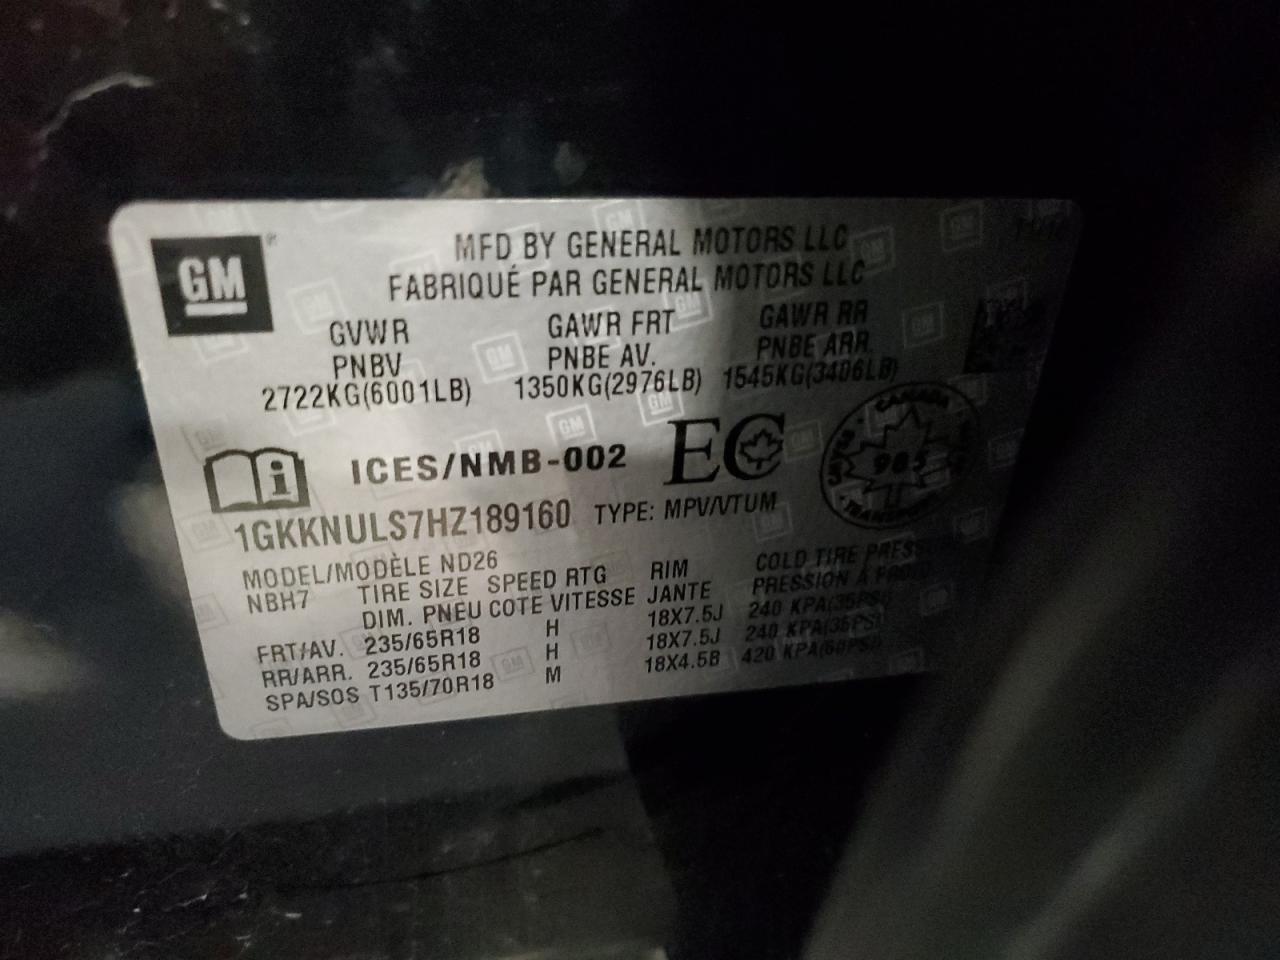 GM
MFD BY GENERAL MOTORS LLC
FABRIQUÉ PAR GENERAL MOTORS LLC
GVWR GAWR FRT GAWR RR
PNBV PNBE AV. PNBE ARR.
2722KG(6001LB) 1350KG(2976LB) 1545KG(3406LB)
ICES/NMB-002 EC
CANADA
905
1GKKNULS7HZ189160 TYPE: MPV/VTUM
MODEL/MODÈLE ND26
NBH7 TIRE SIZE SPEED RTG RIM COLD TIRE PRESS
DIM. PNEU COTE VITESSE JANTE PRESSION À
FRT/AV. 235/65R18 H 18X7.5J 240 KPA(35PSI)
RR/ARR. 235/65R18 H 18X7.5J 240 KPA(35PSI)
SPA/SOS T135/70R18 M 18X4.5B 420 KPA(60PSI)